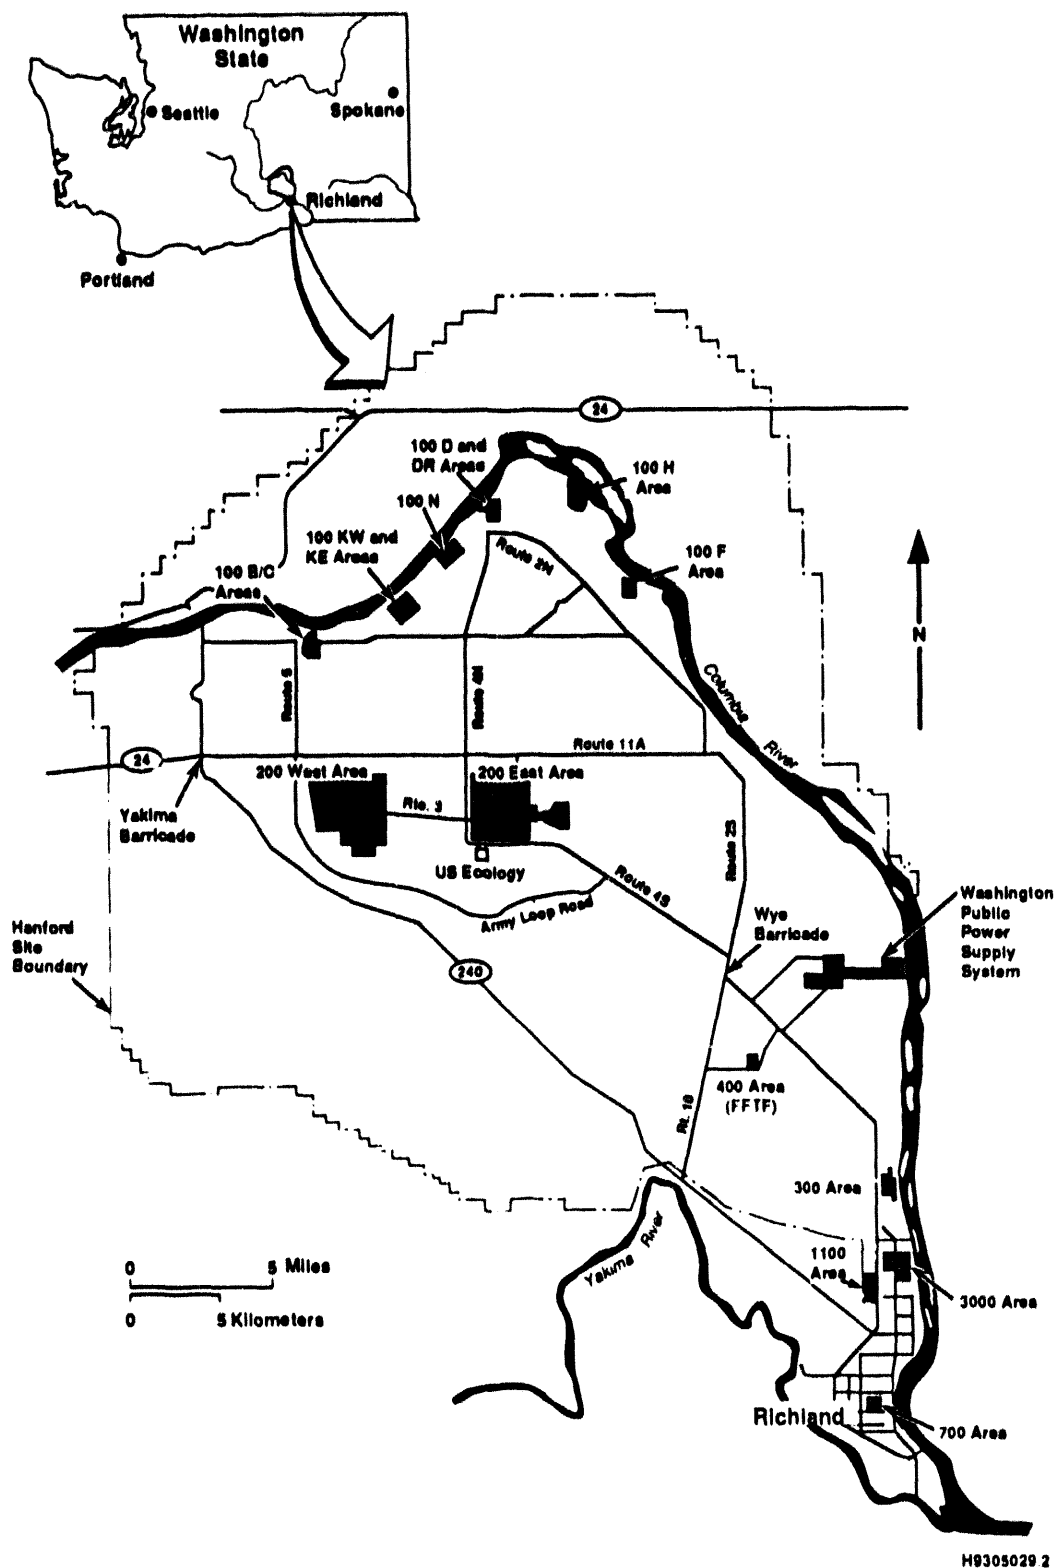 Washington
State
Seattle
Spokane
Richland
Portland
24
100 D and
DR Areas
100 H
Area
100 N
100 KW and
KE Areas
Route 2N
100 F
Area
100 B/C
Areas
N
Route 6
Route 4N
Columbia
River
Route 11A
24
200 West Area
200 East Area
Rte. 3
Yakima
Barricade
US Ecology
Route 2S
Route 4S
Army Loop Road
Wye
Barricade
Washington
Public
Power
Supply
System
Hanford
Site
Boundary
240
400 Area
(FFTF)
Rt. 10
300 Area
Yakima
River
1100
Area
3000 Area
0 5 Miles
0 5 Kilometers
Richland
700 Area
H9305029.2